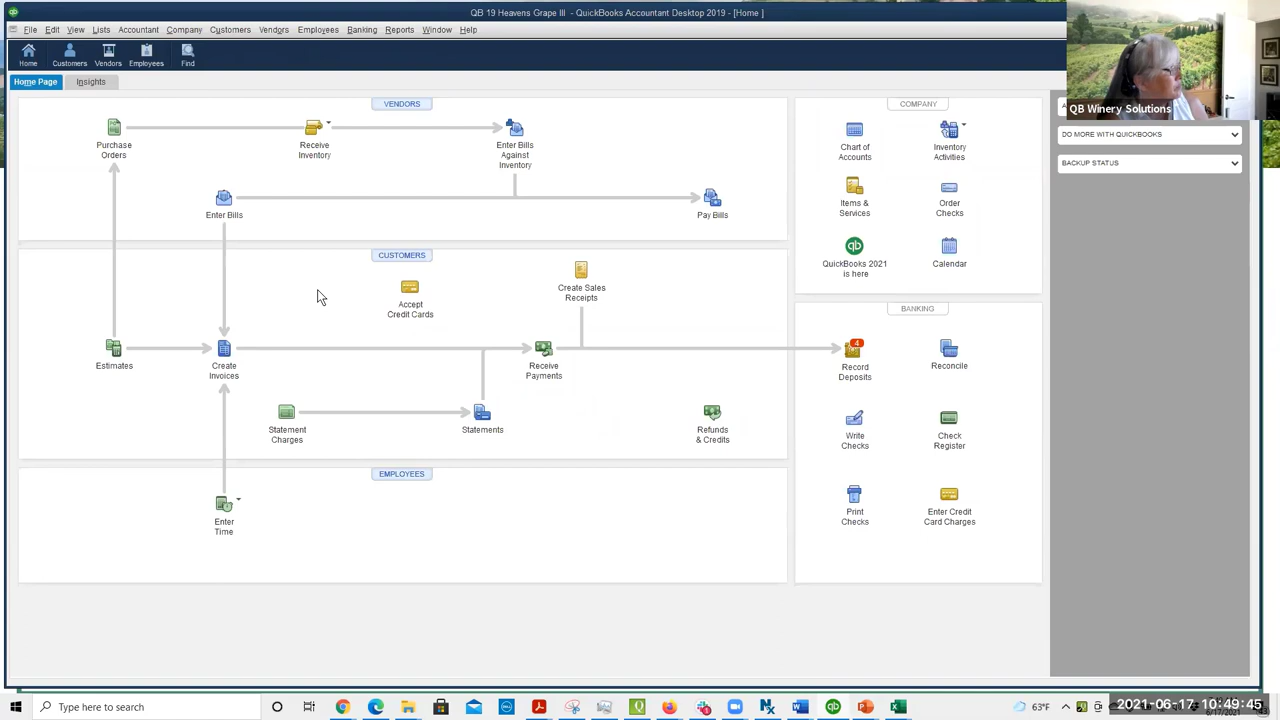 QB 19 Heavens Grape III - QuickBooks Accountant Desktop 2019 - [Home ]
File Edit View Lists Accountant Company Customers Vendors Employees Banking Reports Window Help
Home Customers Vendors Employees Find
QB Winery Solutions
Home Page Insights
VENDORS
Purchase
Orders
Receive
Inventory
Enter Bills
Against
Inventory
Enter Bills
Pay Bills
CUSTOMERS
Accept
Credit Cards
Create Sales
Receipts
Estimates
Create
Invoices
Receive
Payments
Statement
Charges
Statements
Refunds
& Credits
EMPLOYEES
Enter
Time
COMPANY
Chart of
Accounts
Inventory
Activities
Items &
Services
Order
Checks
qb
QuickBooks 2021
is here
Calendar
BANKING
4
Record
Deposits
Reconcile
Write
Checks
Check
Register
Print
Checks
Enter Credit
Card Charges
DO MORE WITH QUICKBOOKS
BACKUP STATUS
Type here to search
63°F
2021-06-17 10:49:45